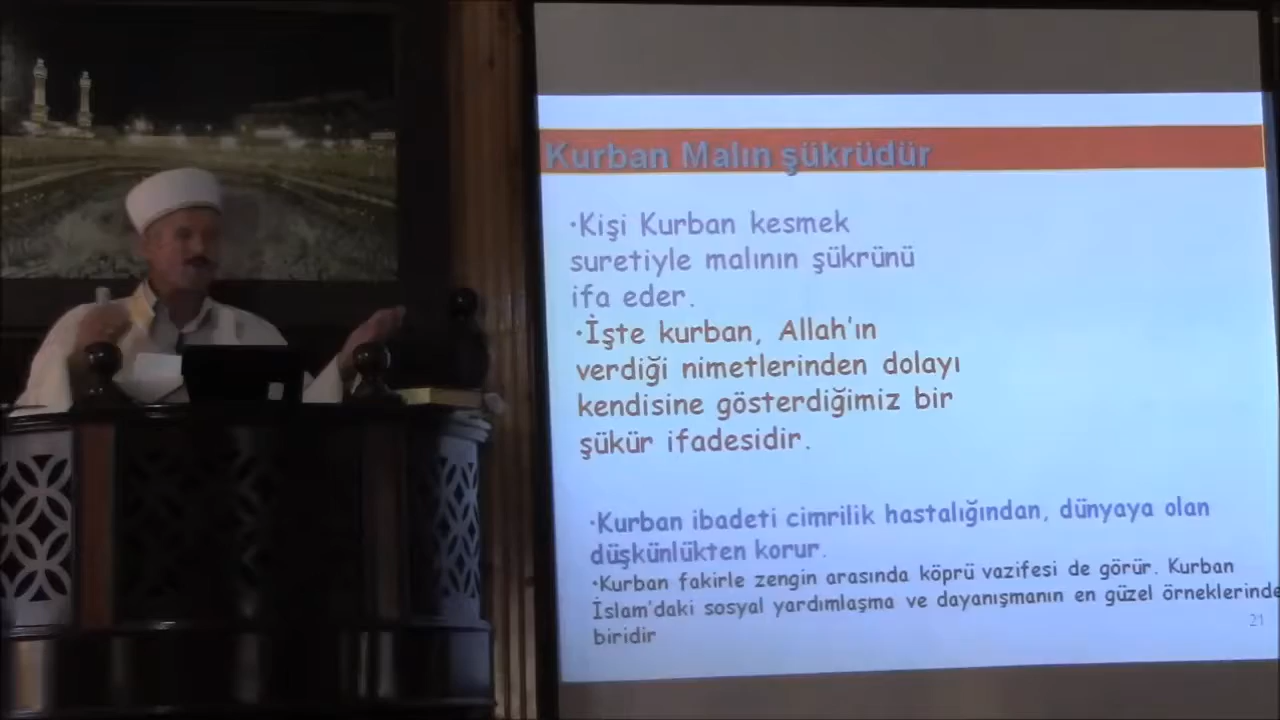 Kurban Malın şükrüdür
•Kişi Kurban kesmek
suretiyle malının şükrünü
ifa eder.
•İşte kurban, Allah'ın
verdiği nimetlerinden dolayı
kendisine gösterdiğimiz bir
şükür ifadesidir.
•Kurban ibadeti cimrilik hastalığından, dünyaya olan
düşkünlükten korur.
•Kurban fakirle zengin arasında köprü vazifesi de görür. Kurban
İslam'daki sosyal yardımlaşma ve dayanışmanın en güzel örneklerinde
biridir
21